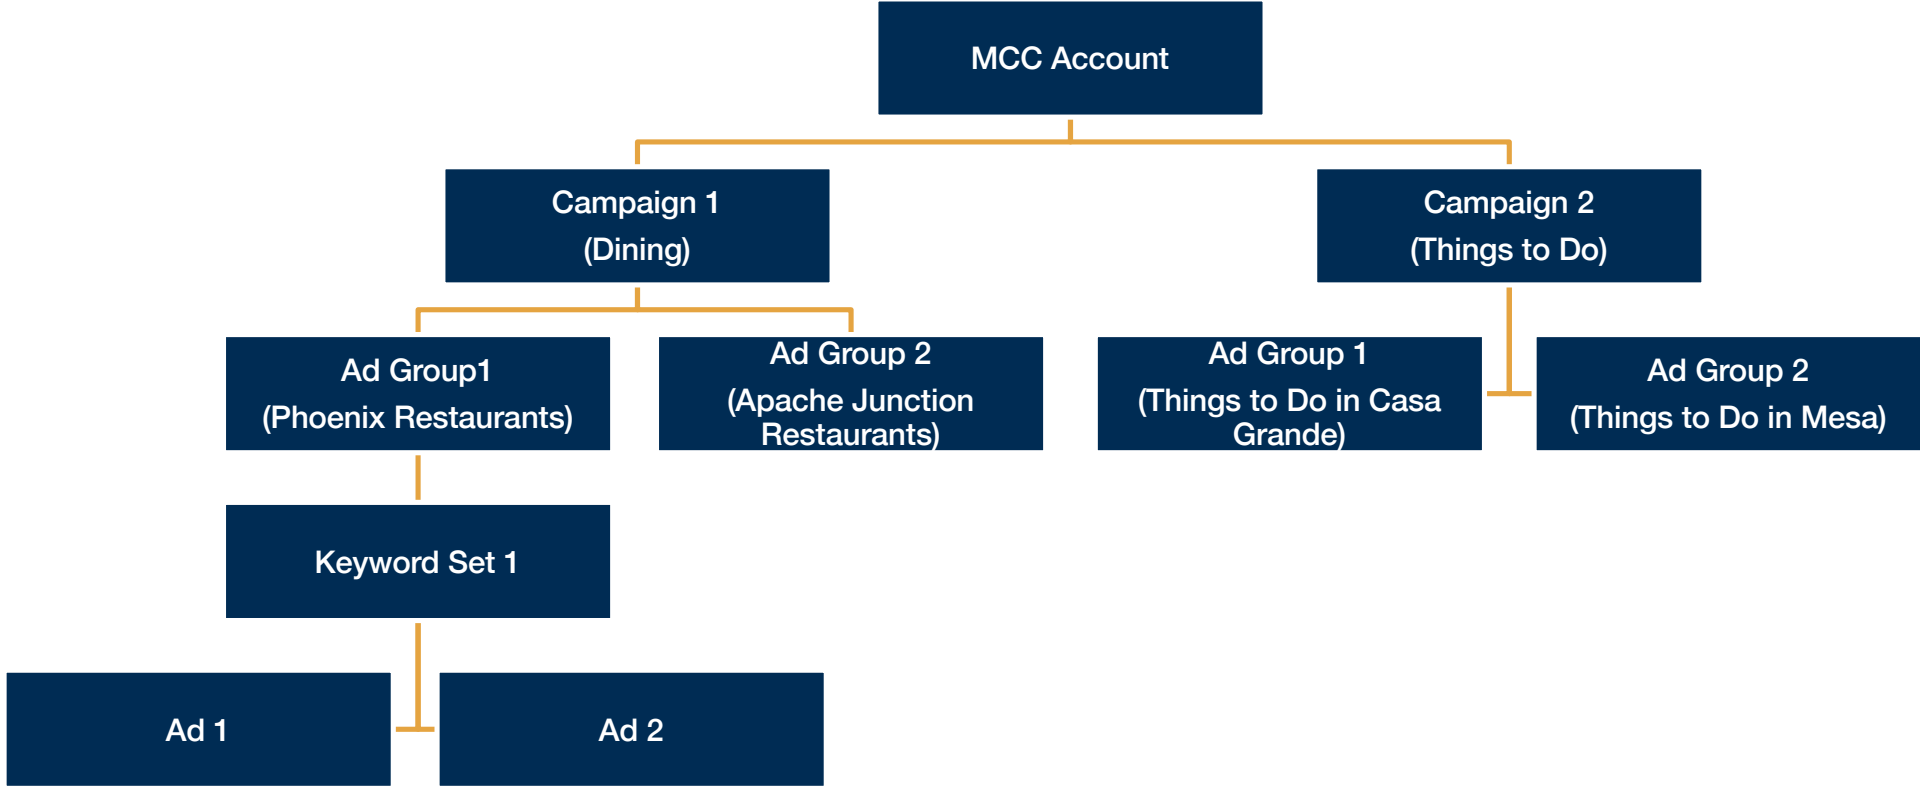 MCC Account
Campaign 1
(Dining)
Campaign 2
(Things to Do)
Ad Group1
(Phoenix Restaurants)
Ad Group 2
(Apache Junction
Restaurants)
Ad Group 1
(Things to Do in Casa
Grande)
Ad Group 2
(Things to Do in Mesa)
Keyword Set 1
Ad 1
Ad 2